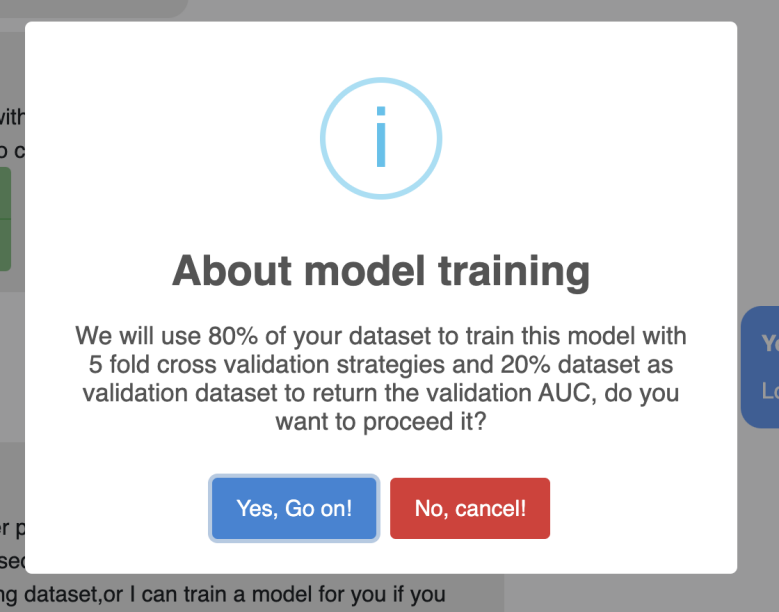 About model training
We will use 80% of your dataset to train this model with
5 fold cross validation strategies and 20% dataset as
validation dataset to return the validation AUC, do you
want to proceed it?
Yes, Go on!
No, cancel!
dataset,or I can train a model for you if you